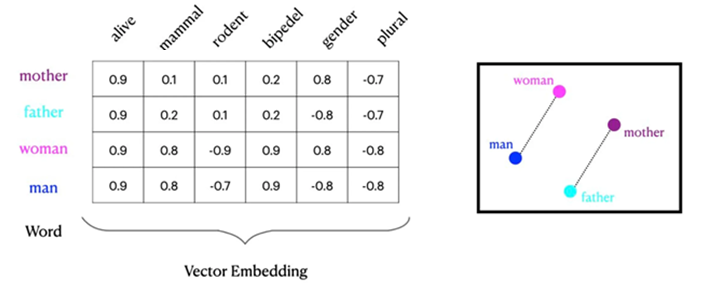 alive mammal rodent bipedel gender plural
mother 0.9 0.1 0.1 0.2 0.8 -0.7
father 0.9 0.2 0.1 0.2 -0.8 -0.7
woman 0.9 0.8 -0.9 0.9 0.8 -0.8
man 0.9 0.8 -0.7 0.9 -0.8 -0.8
Word
Vector Embedding
woman
mother
man
father